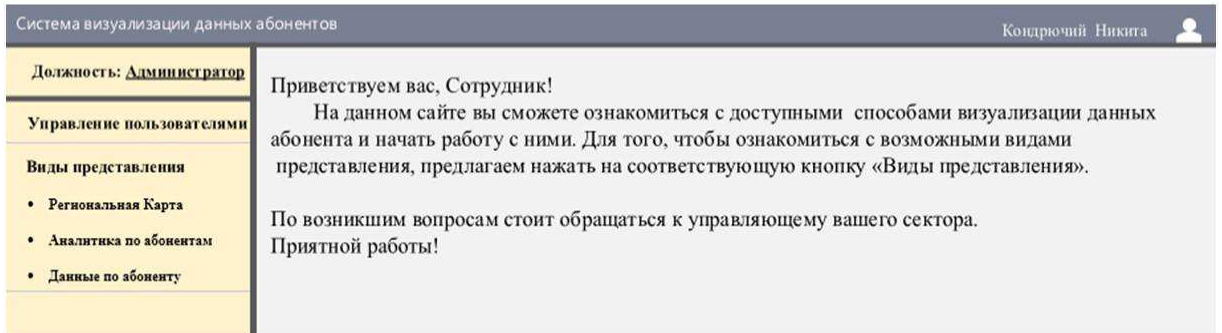 Система визуализации данных абонентов
Кондрючий Никита
Должность: Администратор
Управление пользователями
Виды представления
• Региональная Карта
• Аналитика по абонентам
• Данные по абоненту
Приветствуем вас, Сотрудник!
На данном сайте вы сможете ознакомиться с доступными способами визуализации данных
абонента и начать работу с ними. Для того, чтобы ознакомиться с возможными видами
представления, предлагаем нажать на соответствующую кнопку «Виды представления».
По возникшим вопросам стоит обращаться к управляющему вашего сектора.
Приятной работы!